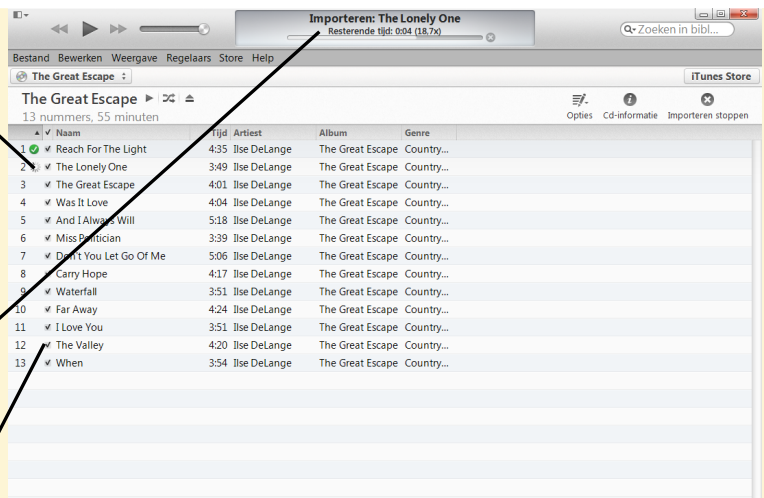 Importeren: The Lonely One
Resterende tijd: 0:04 (18,7x)
Zoeken in bibl...
Bestand Bewerken Weergave Regelaars Store Help
The Great Escape
iTunes Store
The Great Escape
13 nummers, 55 minuten
Opties Cd-informatie Importeren stoppen
Naam Tijd Artiest Album Genre
1 Reach For The Light 4:35 Ilse DeLange The Great Escape Country...
2 The Lonely One 3:49 Ilse DeLange The Great Escape Country...
3 The Great Escape 4:01 Ilse DeLange The Great Escape Country...
4 Was It Love 4:04 Ilse DeLange The Great Escape Country...
5 And I Always Will 5:18 Ilse DeLange The Great Escape Country...
6 Miss Politician 3:39 Ilse DeLange The Great Escape Country...
7 Don't You Let Go Of Me 5:06 Ilse DeLange The Great Escape Country...
8 Carry Hope 4:17 Ilse DeLange The Great Escape Country...
9 Waterfall 3:51 Ilse DeLange The Great Escape Country...
10 Far Away 4:24 Ilse DeLange The Great Escape Country...
11 I Love You 3:51 Ilse DeLange The Great Escape Country...
12 The Valley 4:20 Ilse DeLange The Great Escape Country...
13 When 3:54 Ilse DeLange The Great Escape Country...